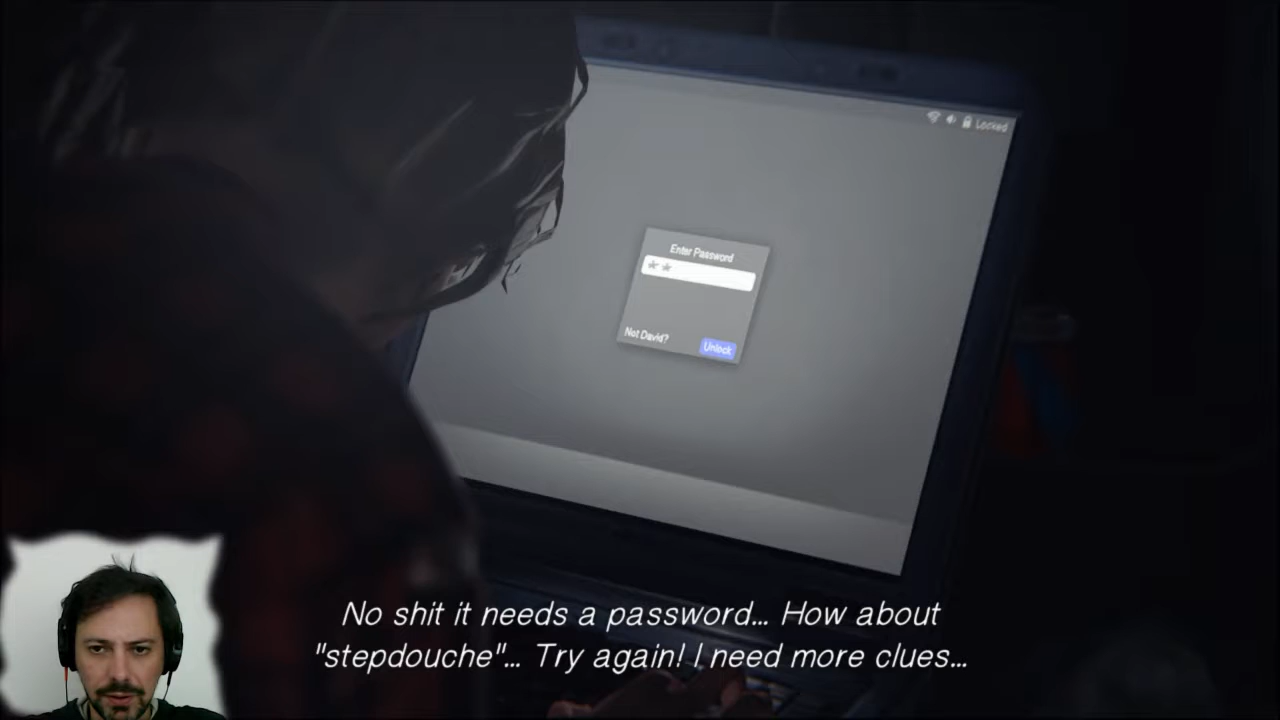 Locked
Enter Password
★ ★
Not David?
Unlock
No shit it needs a password... How about
"stepdouche"... Try again! I need more clues...